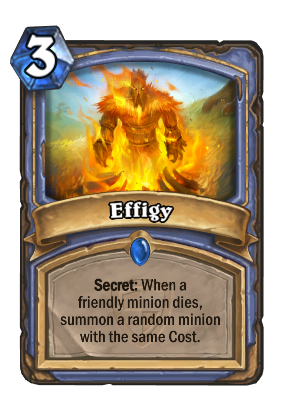 3
Effigy
Secret: When a
friendly minion dies,
summon a random minion
with the same Cost.